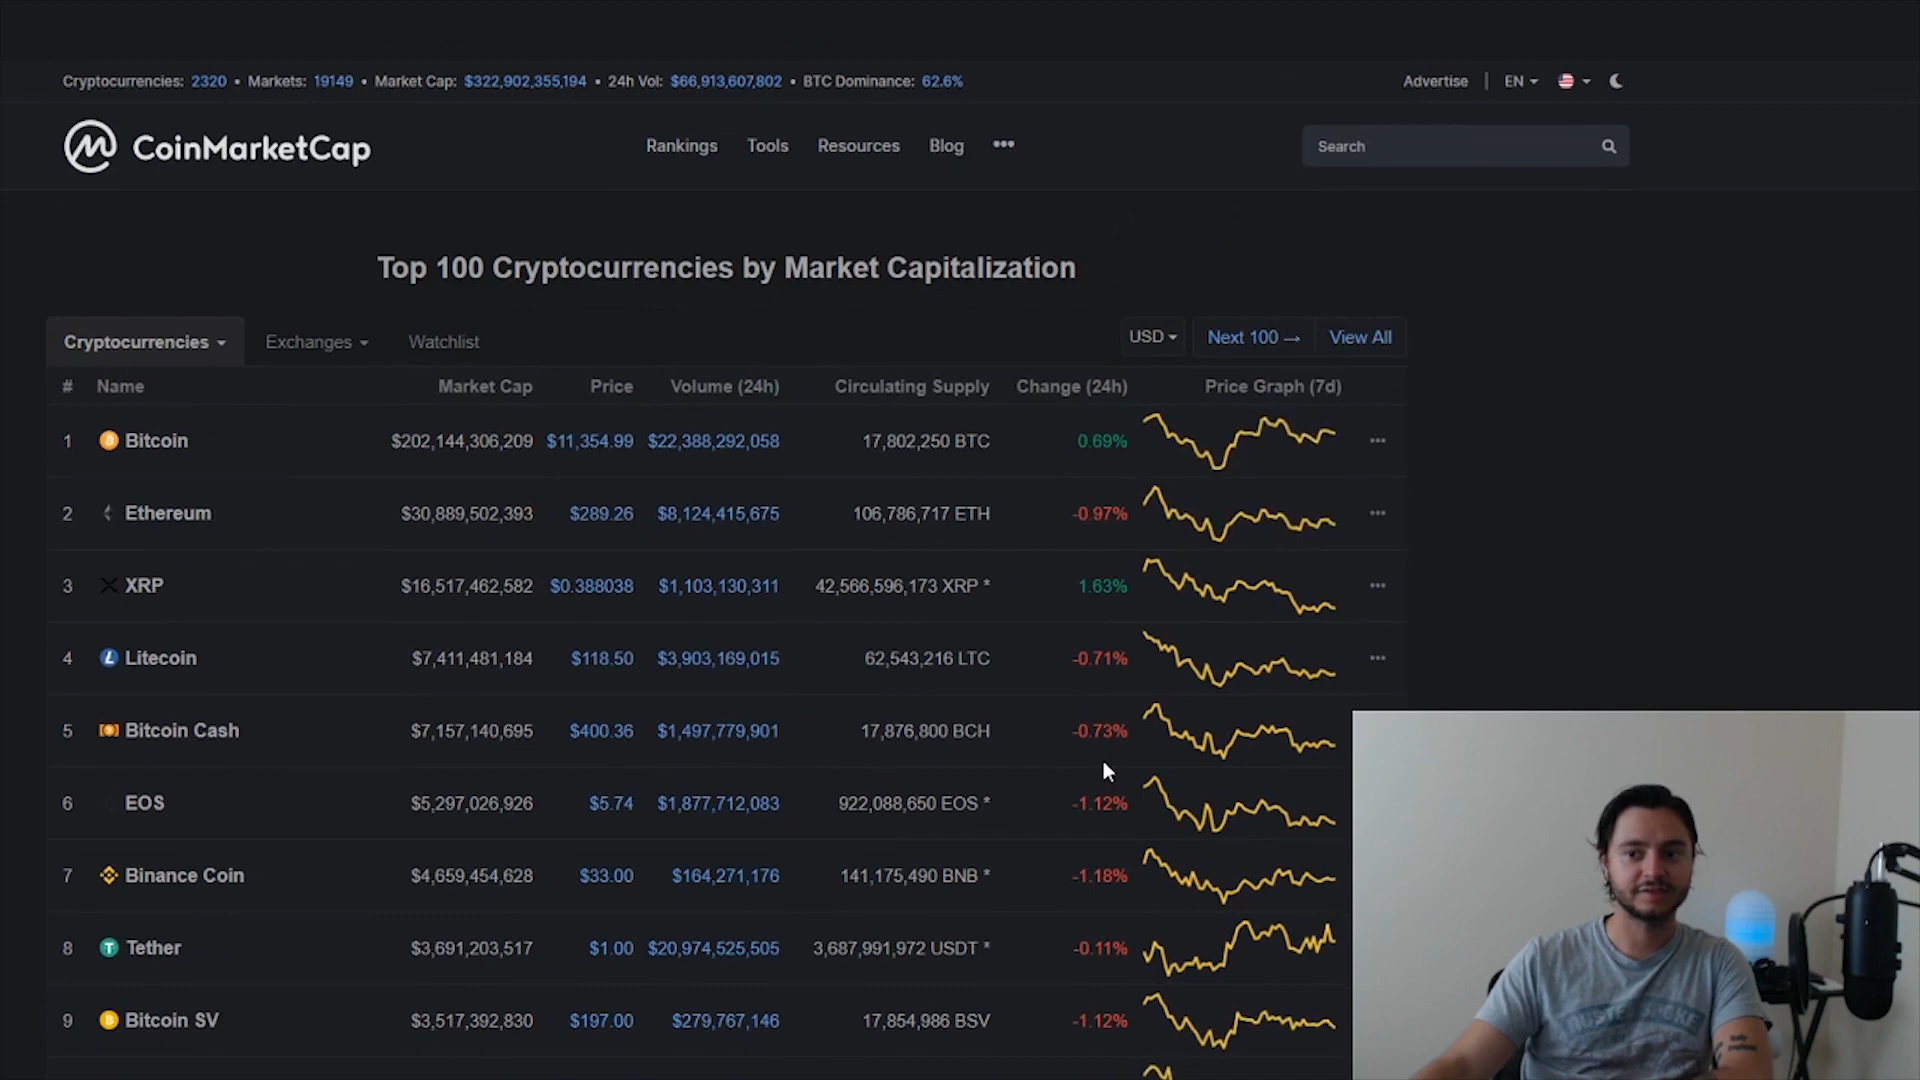 Cryptocurrencies: 2320 • Markets: 19149 • Market Cap: $322,902,355,194 • 24h Vol: $66,913,607,802 • BTC Dominance: 62.6% Advertise | EN
CoinMarketCap Rankings Tools Resources Blog ••• Search
Top 100 Cryptocurrencies by Market Capitalization
Cryptocurrencies Exchanges Watchlist USD Next 100 → View All
# Name Market Cap Price Volume (24h) Circulating Supply Change (24h) Price Graph (7d)
1 Bitcoin $202,144,306,209 $11,354.99 $22,388,292,058 17,802,250 BTC 0.69% •••
2 Ethereum $30,889,502,393 $289.26 $8,124,415,675 106,786,717 ETH -0.97% •••
3 XRP $16,517,462,582 $0.388038 $1,103,130,311 42,566,596,173 XRP * 1.63% •••
4 Litecoin $7,411,481,184 $118.50 $3,903,169,015 62,543,216 LTC -0.71% •••
5 Bitcoin Cash $7,157,140,695 $400.36 $1,497,779,901 17,876,800 BCH -0.73%
6 EOS $5,297,026,926 $5.74 $1,877,712,083 922,088,650 EOS * -1.12%
7 Binance Coin $4,659,454,628 $33.00 $164,271,176 141,175,490 BNB * -1.18%
8 Tether $3,691,203,517 $1.00 $20,974,525,505 3,687,991,972 USDT * -0.11%
9 Bitcoin SV $3,517,392,830 $197.00 $279,767,146 17,854,986 BSV -1.12%